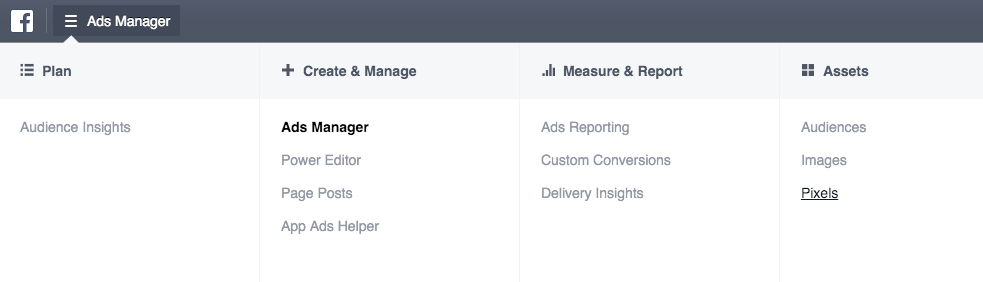 Ads Manager
Plan
Audience Insights
Create & Manage
Ads Manager
Power Editor
Page Posts
App Ads Helper
Measure & Report
Ads Reporting
Custom Conversions
Delivery Insights
Assets
Audiences
Images
Pixels